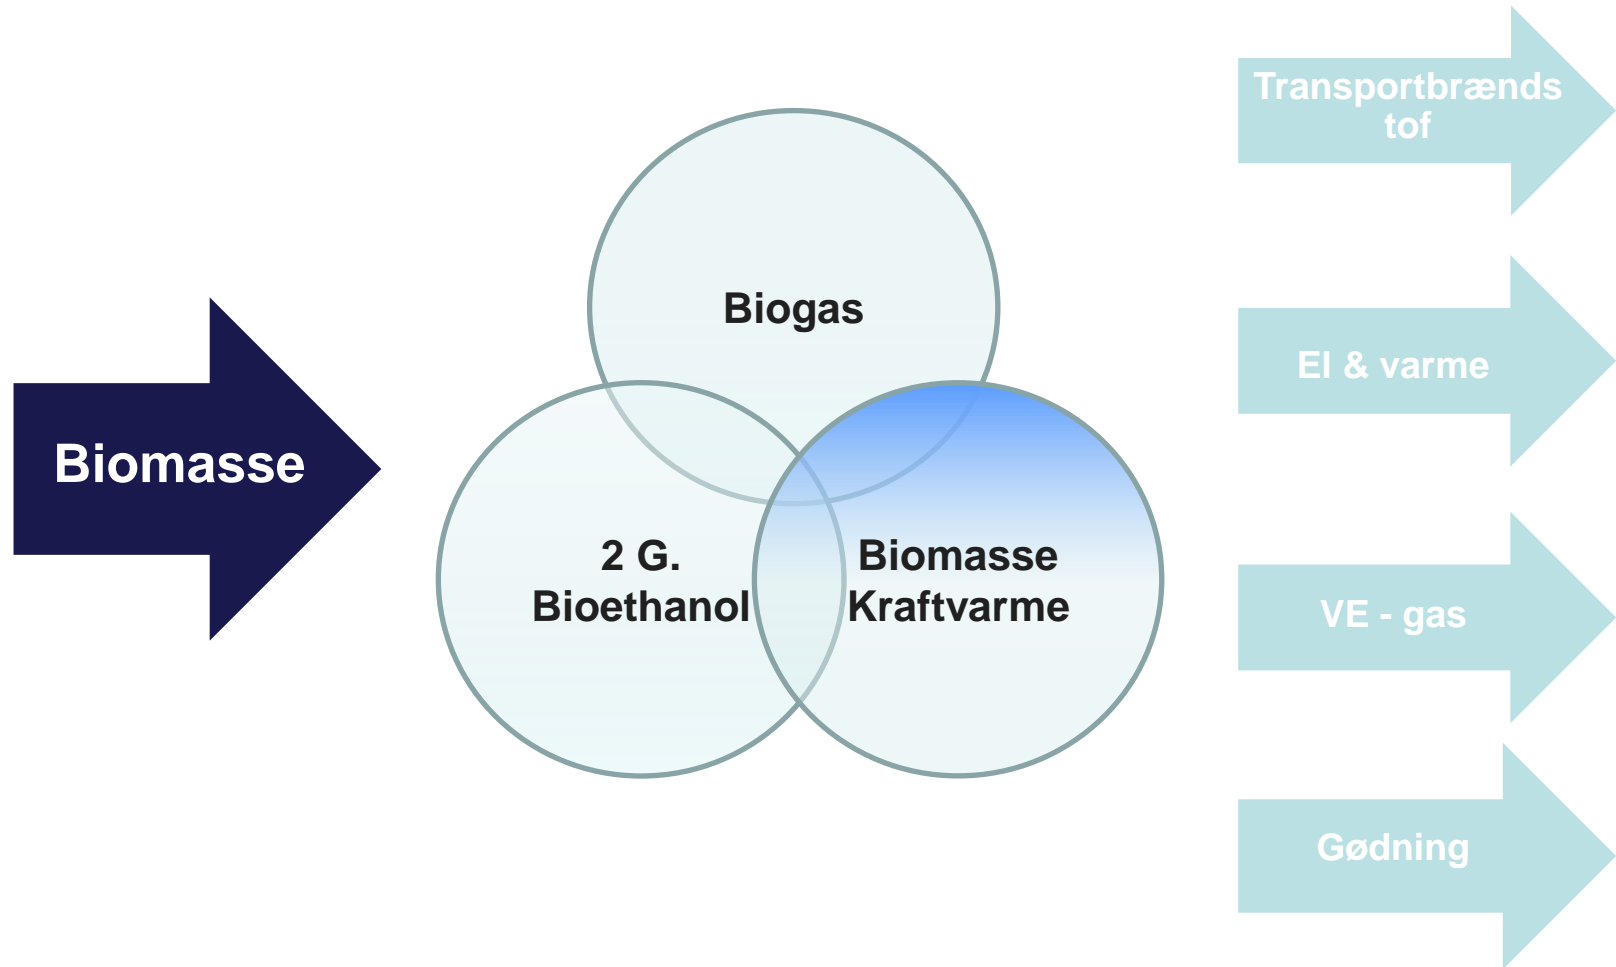 Biomasse
Biogas
2 G.
Bioethanol
Biomasse
Kraftvarme
Transportbrænds
tof
El & varme
VE - gas
Gødning